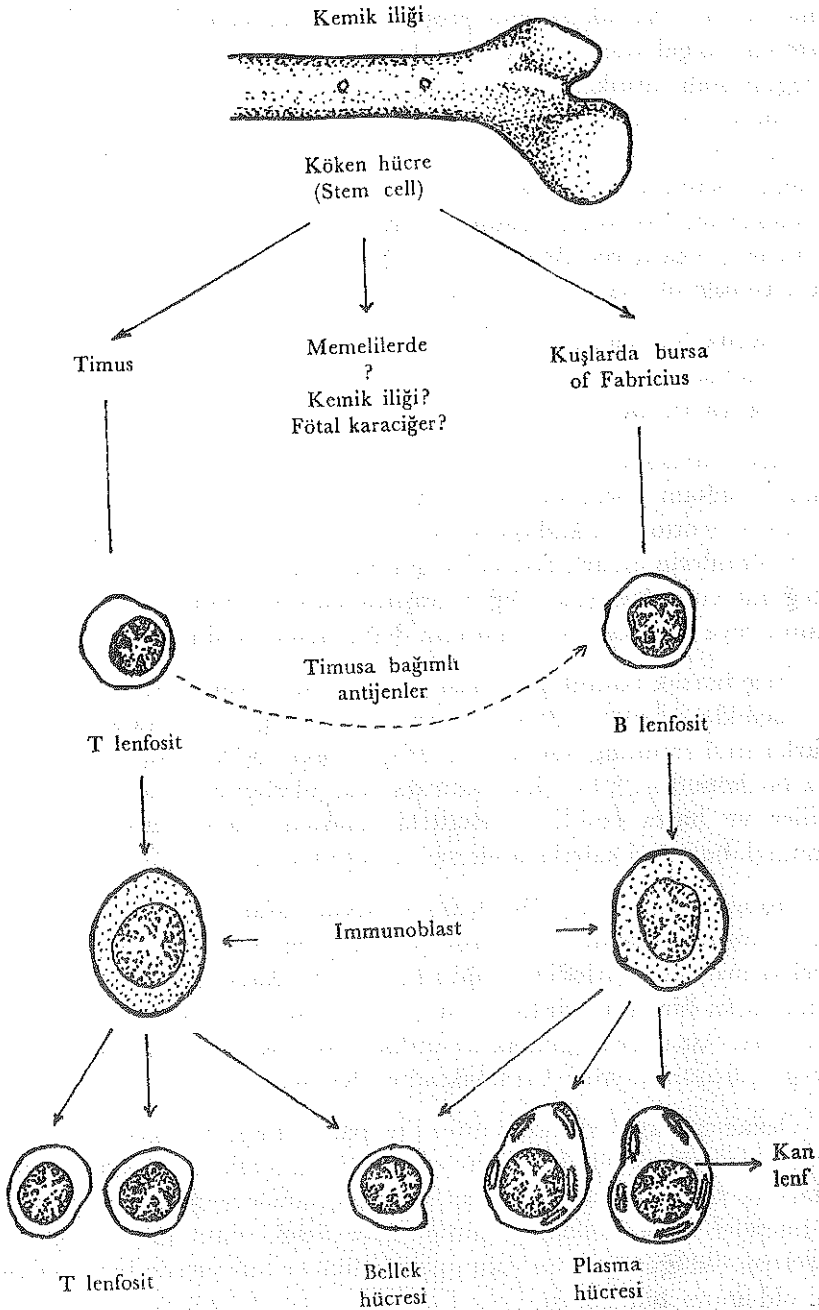 Kemik iliği
Köken hücre
(Stem cell)
Timus
Memelilerde
?
Kemik iliği?
Fötal karaciğer?
Kuşlarda bursa
of Fabricius
Timusa bağımlı
antijenler
T lenfosit
B lenfosit
Immunoblast
Kan
lenf
T lenfosit
Bellek
hücresi
Plasma
hücresi